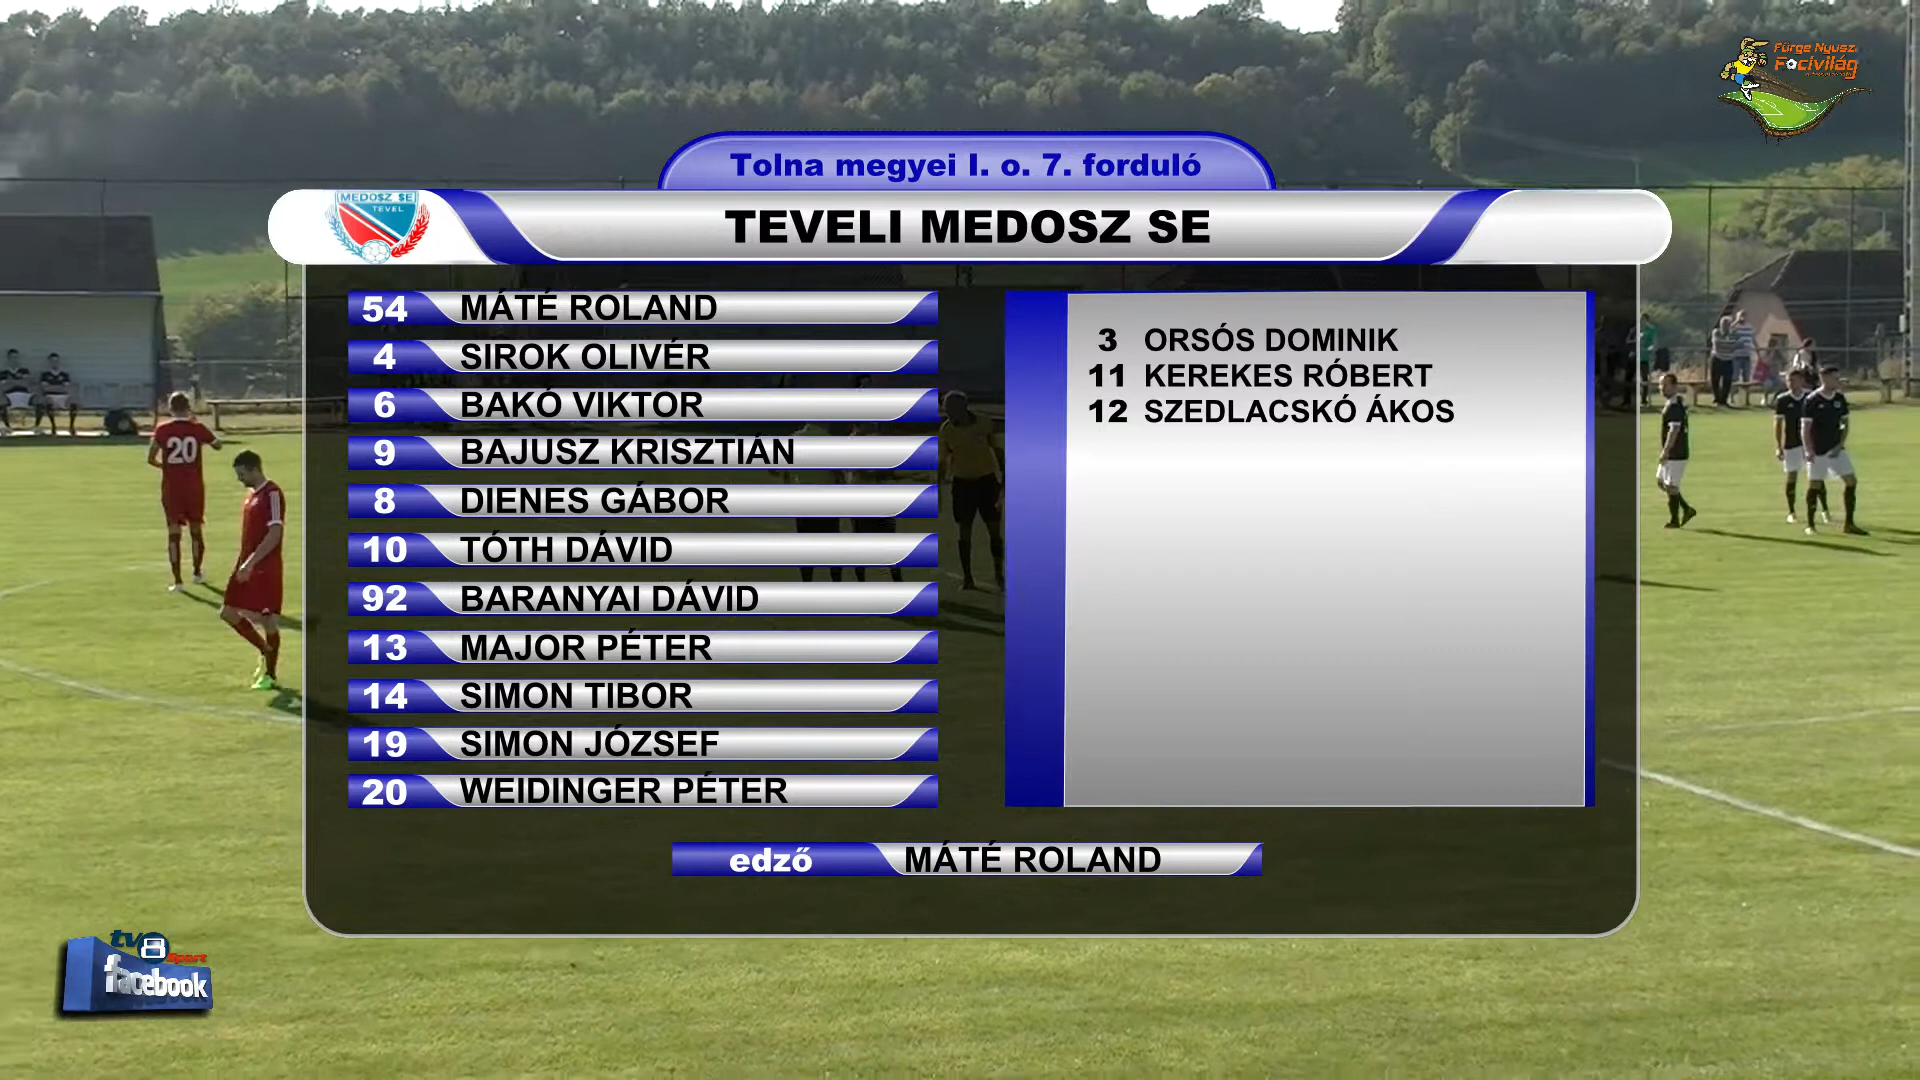 Fürge Nyuszi
Focivilág
Tolna megyei I. o. 7. forduló
MEDOSZ SE
TEVEL
TEVELI MEDOSZ SE
54 MÁTÉ ROLAND
4 SIROK OLIVÉR
6 BAKÓ VIKTOR
9 BAJUSZ KRISZTIÁN
8 DIENES GÁBOR
10 TÓTH DÁVID
92 BARANYAI DÁVID
13 MAJOR PÉTER
14 SIMON TIBOR
19 SIMON JÓZSEF
20 WEIDINGER PÉTER
3 ORSÓS DOMINIK
11 KEREKES RÓBERT
12 SZEDLACSKÓ ÁKOS
edző MÁTÉ ROLAND
20
tv8
Sport
facebook